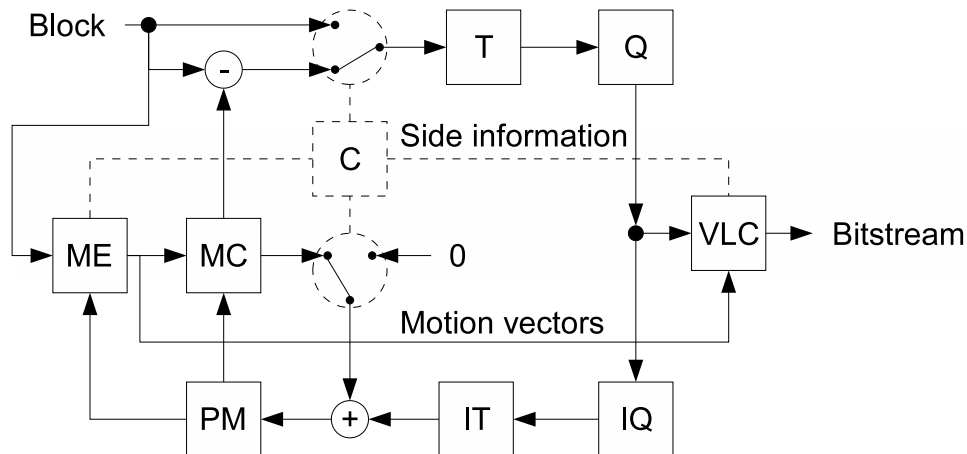 Block
-
T
Q
C
Side information
ME
MC
0
VLC
Bitstream
Motion vectors
PM
+
IT
IQ